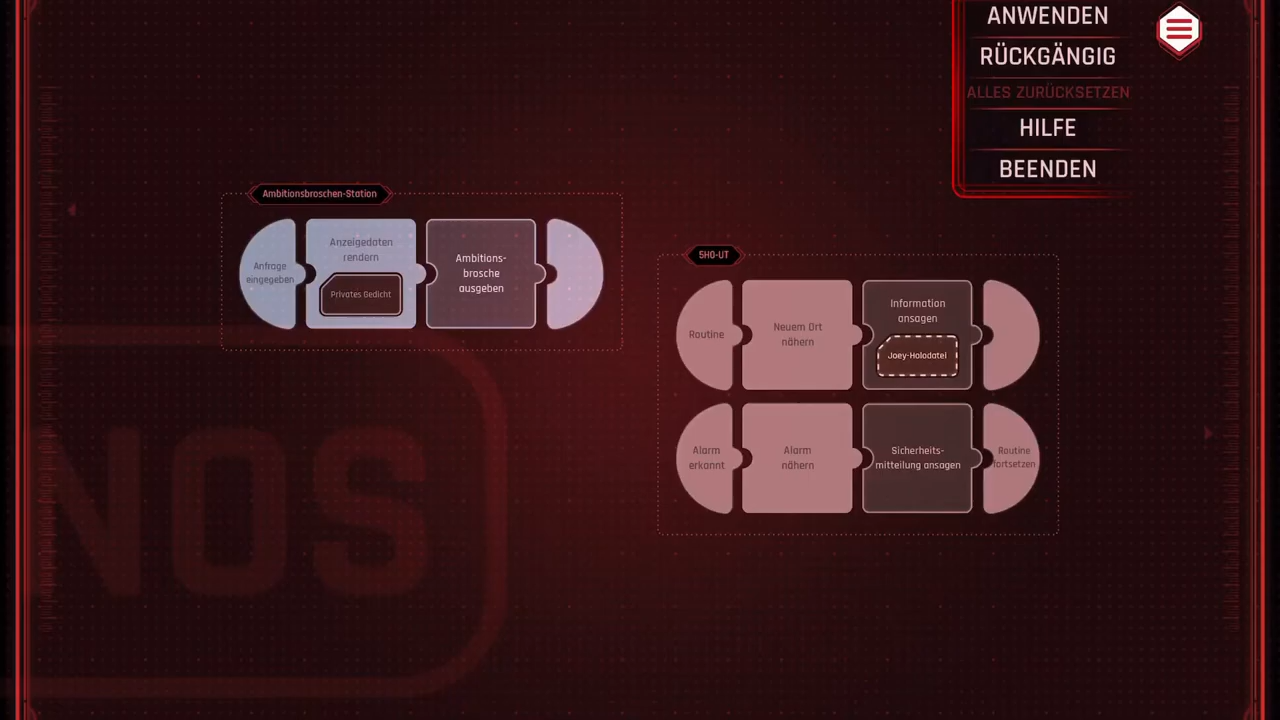 ANWENDEN
RÜCKGÄNGIG
ALLES ZURÜCKSETZEN
HILFE
BEENDEN
Ambitionsbroschen-Station
Anfrage
eingegeben
Anzeigedaten
rendern
Privates Gedicht
Ambitions-
brosche
ausgeben
SHO-UT
Routine
Neuem Ort
nähern
Information
ansagen
Joey-Holodatei
Alarm
erkannt
Alarm
nähern
Sicherheits-
mitteilung ansagen
Routine
fortsetzen
NOS